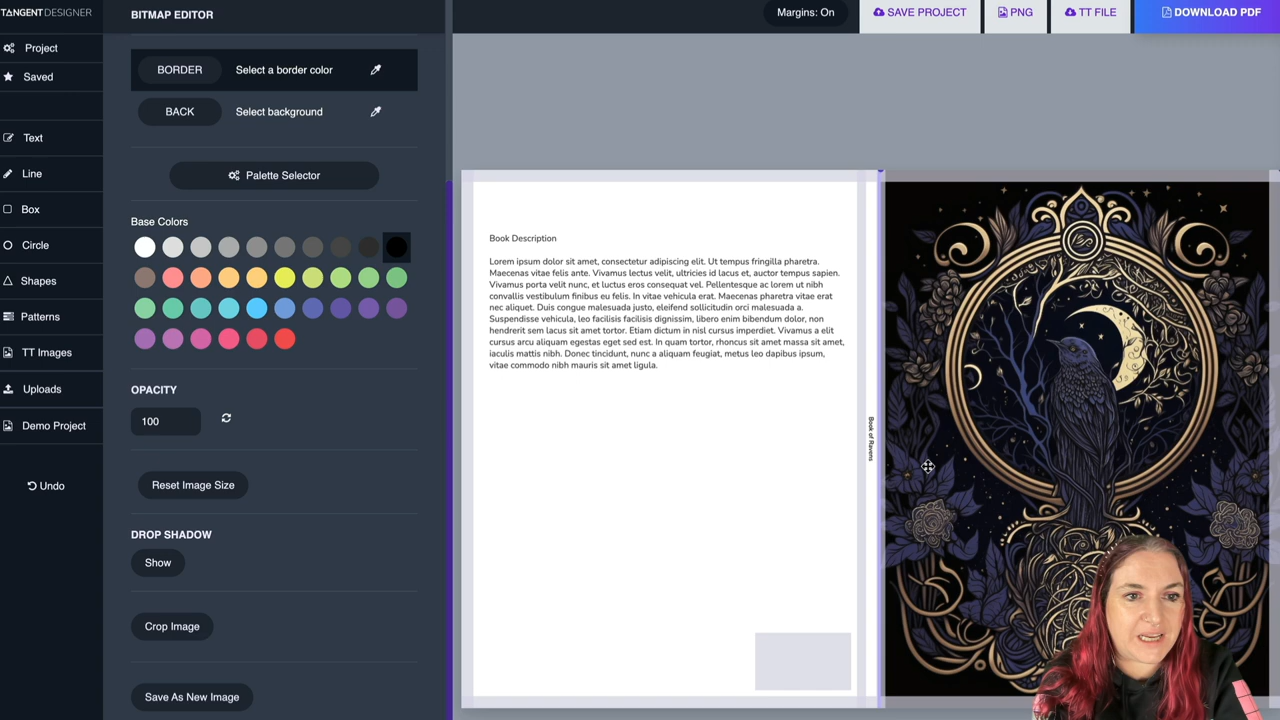 TANGENT DESIGNER
BITMAP EDITOR
Margins: On
SAVE PROJECT
PNG
TT FILE
DOWNLOAD PDF
Project
Saved
Text
Line
Box
Circle
Shapes
TT Images
Uploads
Demo Project
Undo
BORDER
Select a border color
BACK
Select background
Palette Selector
Base Colors
OPACITY
100
Reset Image Size
DROP SHADOW
Show
Crop Image
Save As New Image
Book Description
Lorem ipsum dolor sit amet, consectetur adipiscing elit. Ut tempus fringilla pharetra.
Maecenas vitae felis ante. Vivamus lectus velit, ultricies id lacus et, auctor tempus sapien.
Vivamus porta velit nunc, et luctus eros consequat vel. Pellentesque ac lorem ut nibh
convallis vestibulum finibus eu felis. In vitae vehicula erat. Maecenas pharetra vitae erat
nec aliquet. Duis congue malesuada justo, eleifend sollicitudin orci malesuada a.
Suspendisse vehicula, leo facilisis facilisis dignissim, libero enim bibendum dolor, non
hendrerit sem lacus sit amet tortor. Etiam dictum in nisl cursus imperdiet. Vivamus a elit
cursus arcu aliquam egestas eget sed est. In quam tortor, rhoncus sit amet massa sit amet,
iaculis mattis nibh. Donec tincidunt, nunc a aliquam feugiat, metus leo dapibus ipsum,
vitae commodo nibh mauris sit amet ligula.
Book of Ravens